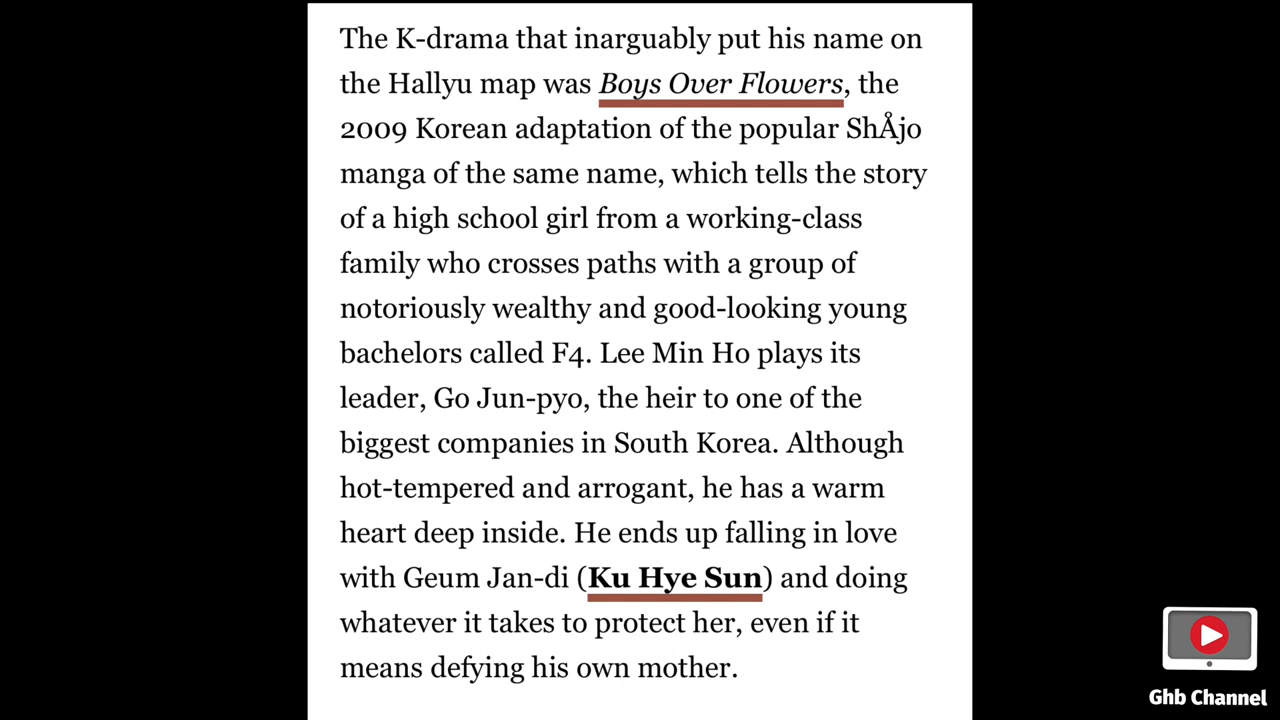 The K-drama that inarguably put his name on
the Hallyu map was Boys Over Flowers, the
2009 Korean adaptation of the popular ShÅjo
manga of the same name, which tells the story
of a high school girl from a working-class
family who crosses paths with a group of
notoriously wealthy and good-looking young
bachelors called F4. Lee Min Ho plays its
leader, Go Jun-pyo, the heir to one of the
biggest companies in South Korea. Although
hot-tempered and arrogant, he has a warm
heart deep inside. He ends up falling in love
with Geum Jan-di (Ku Hye Sun) and doing
whatever it takes to protect her, even if it
means defying his own mother.
Ghb Channel